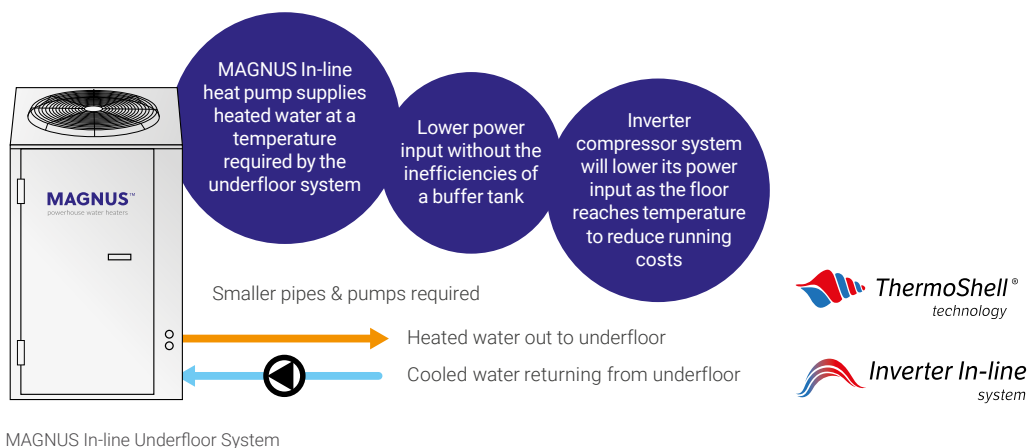 MAGNUS In-line
heat pump supplies
heated water at a
temperature
required by the
underfloor system
Lower power
input without the
inefficiencies of
a buffer tank
Inverter
compressor system
will lower its power
input as the floor
reaches temperature
to reduce running
costs
MAGNUS™
powerhouse water heaters
Smaller pipes & pumps required
Heated water out to underfloor
Cooled water returning from underfloor
ThermoShell®
technology
Inverter In-line
system
MAGNUS In-line Underfloor System